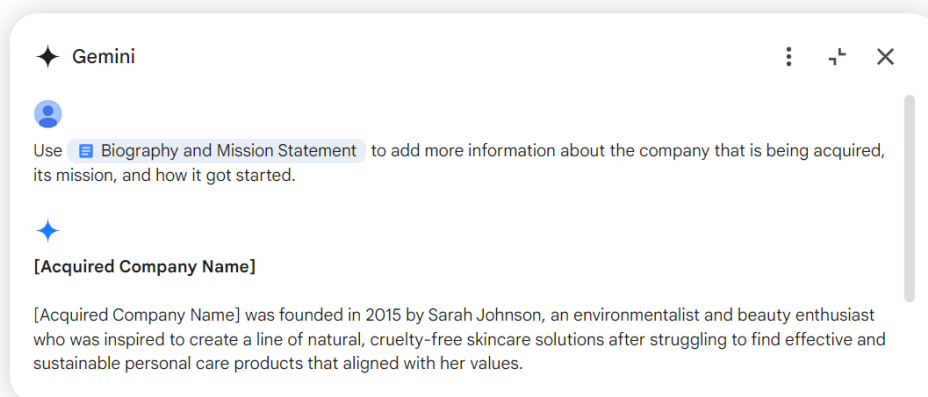 Gemini
Use Biography and Mission Statement to add more information about the company that is being acquired,
its mission, and how it got started.
[Acquired Company Name]
[Acquired Company Name] was founded in 2015 by Sarah Johnson, an environmentalist and beauty enthusiast
who was inspired to create a line of natural, cruelty-free skincare solutions after struggling to find effective and
sustainable personal care products that aligned with her values.